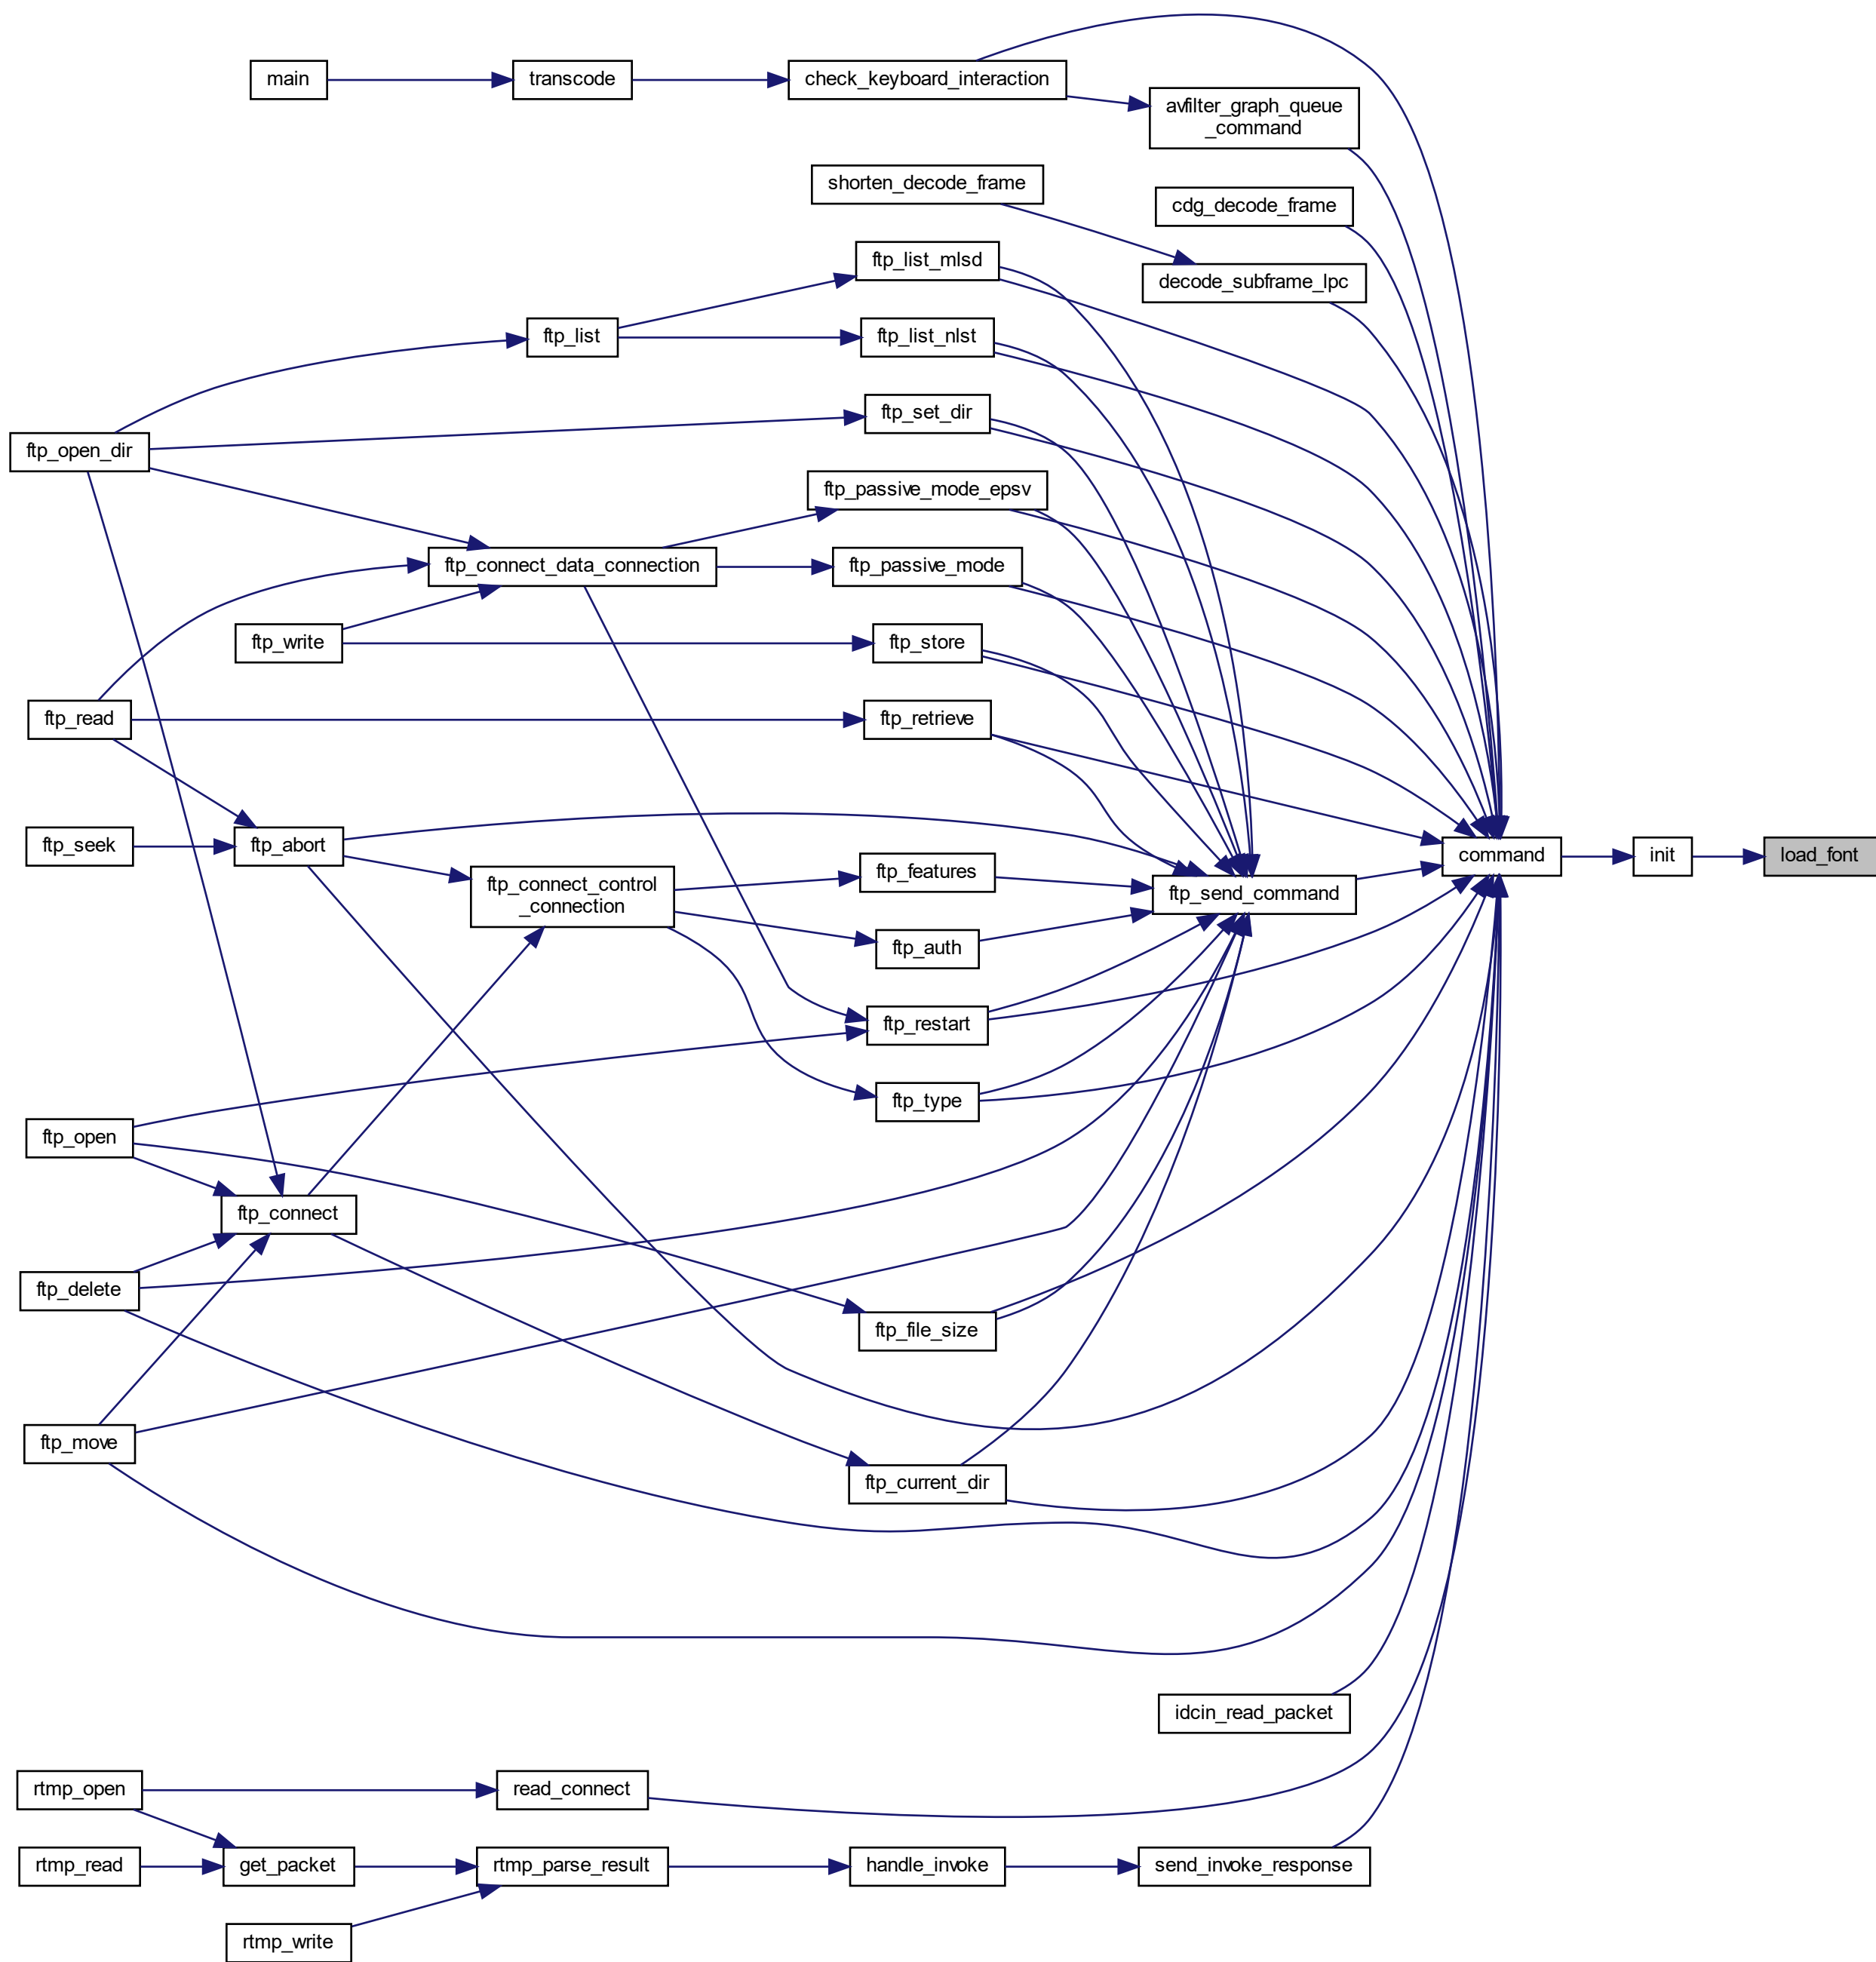 main
transcode
check_keyboard_interaction
avfilter_graph_queue
_command
shorten_decode_frame
cdg_decode_frame
ftp_list_mlsd
decode_subframe_lpc
ftp_list
ftp_list_nlst
ftp_set_dir
ftp_open_dir
ftp_passive_mode_epsv
ftp_connect_data_connection
ftp_passive_mode
ftp_write
ftp_store
ftp_read
ftp_retrieve
ftp_seek
ftp_abort
command
init
load_font
ftp_connect_control
_connection
ftp_features
ftp_send_command
ftp_auth
ftp_restart
ftp_type
ftp_open
ftp_connect
ftp_delete
ftp_file_size
ftp_move
ftp_current_dir
idcin_read_packet
rtmp_open
read_connect
rtmp_read
get_packet
rtmp_parse_result
handle_invoke
send_invoke_response
rtmp_write